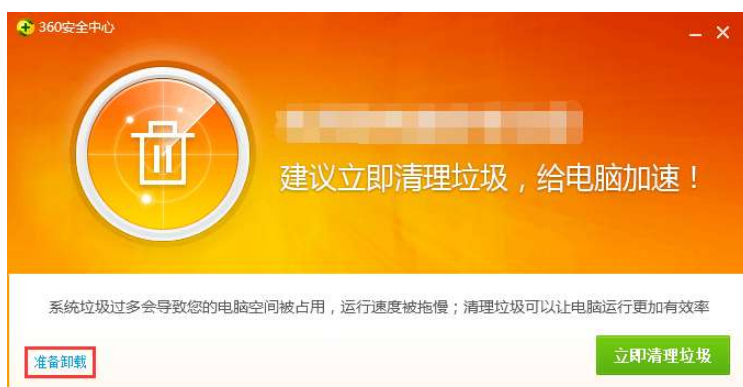 360安全中心
建议立即清理垃圾，给电脑加速！
系统垃圾过多会导致您的电脑空间被占用，运行速度被拖慢；清理垃圾可以让电脑运行更加有效率
准备卸载
立即清理垃圾